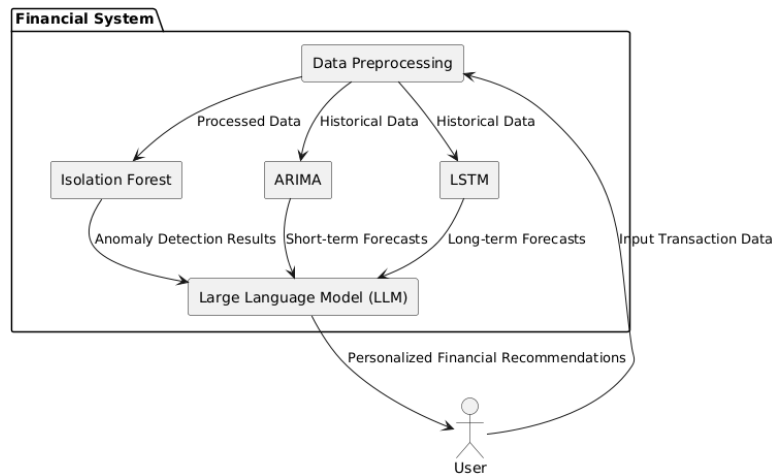 Financial System
Data Preprocessing
Processed Data
Historical Data
Historical Data
Isolation Forest
ARIMA
LSTM
Anomaly Detection Results
Short-term Forecasts
Long-term Forecasts
Input Transaction Data
Large Language Model (LLM)
Personalized Financial Recommendations
User